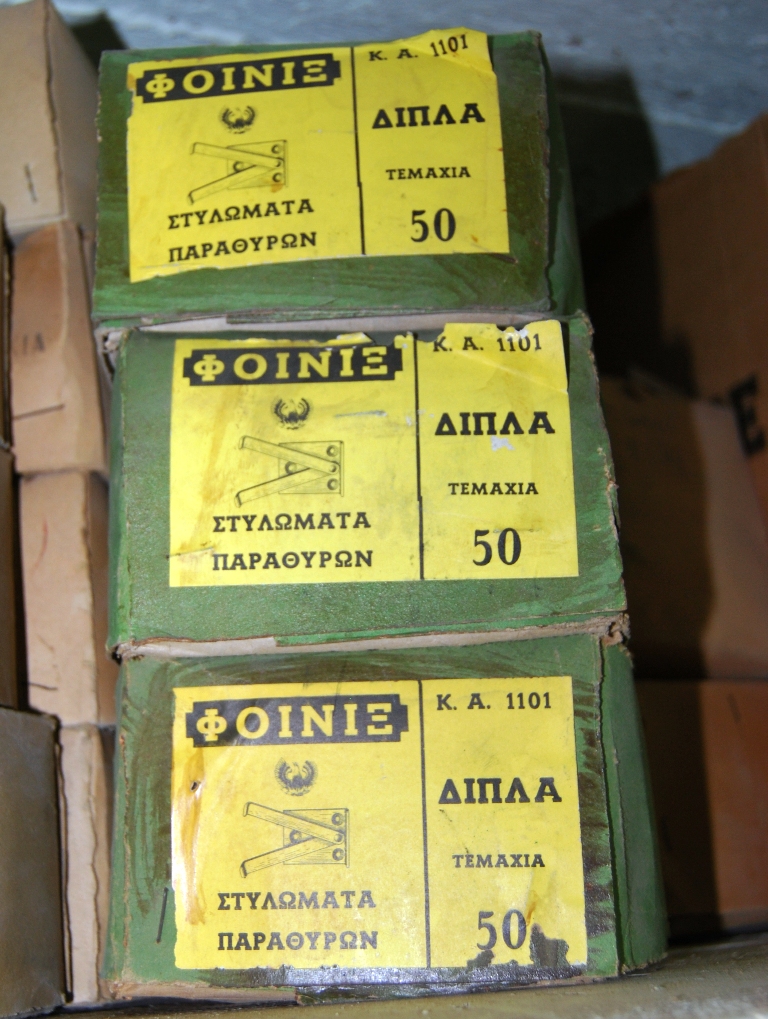 ΦΟΙΝΙΞ
ΣΤΥΛΩΜΑΤΑ
ΠΑΡΑΘΥΡΩΝ
Κ. Α. 1101
ΔΙΠΛΑ
ΤΕΜΑΧΙΑ
50
ΦΟΙΝΙΞ
ΣΤΥΛΩΜΑΤΑ
ΠΑΡΑΘΥΡΩΝ
Κ. Α. 1101
ΔΙΠΛΑ
ΤΕΜΑΧΙΑ
50
ΦΟΙΝΙΞ
ΣΤΥΛΩΜΑΤΑ
ΠΑΡΑΘΥΡΩΝ
Κ. Α. 1101
ΔΙΠΛΑ
ΤΕΜΑΧΙΑ
50